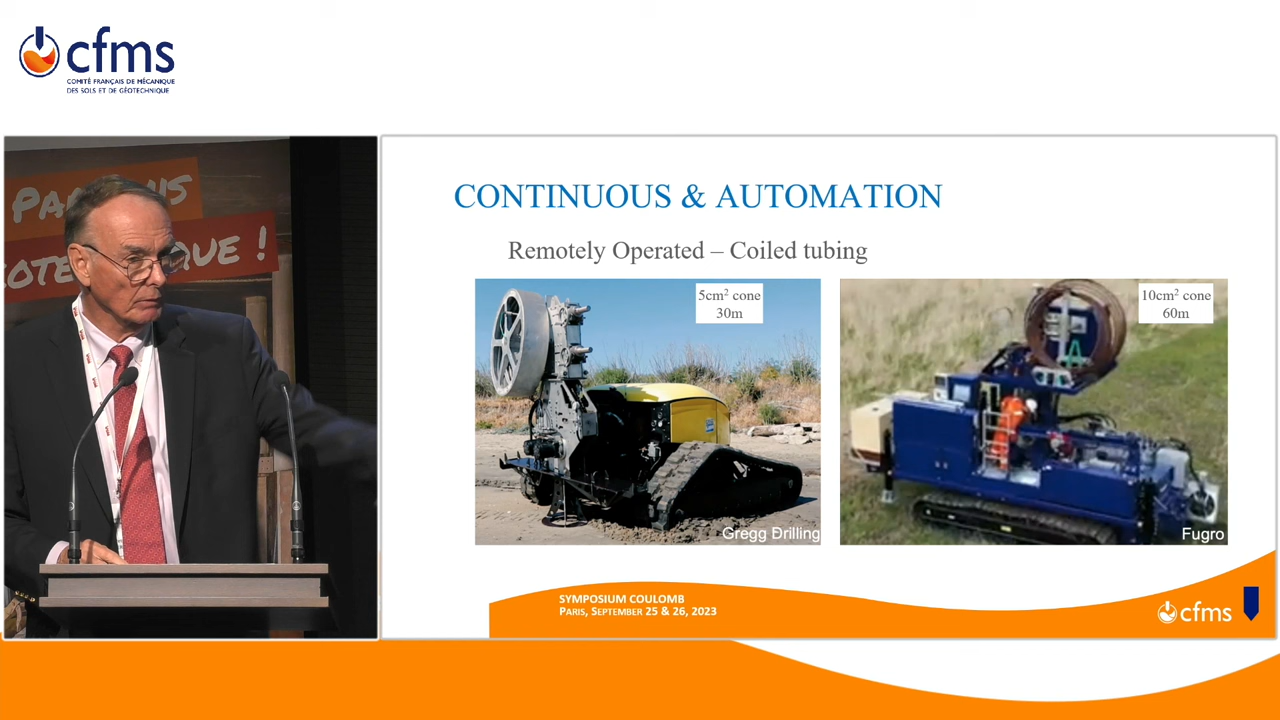 cfms
COMITÉ FRANÇAIS DE MÉCANIQUE
DES SOLS ET DE GÉOTECHNIQUE
CONTINUOUS & AUTOMATION
Remotely Operated – Coiled tubing
5cm² cone
30m
Gregg Drilling
10cm² cone
60m
Fugro
SYMPOSIUM COULOMB
PARIS, SEPTEMBER 25 & 26, 2023
cfms